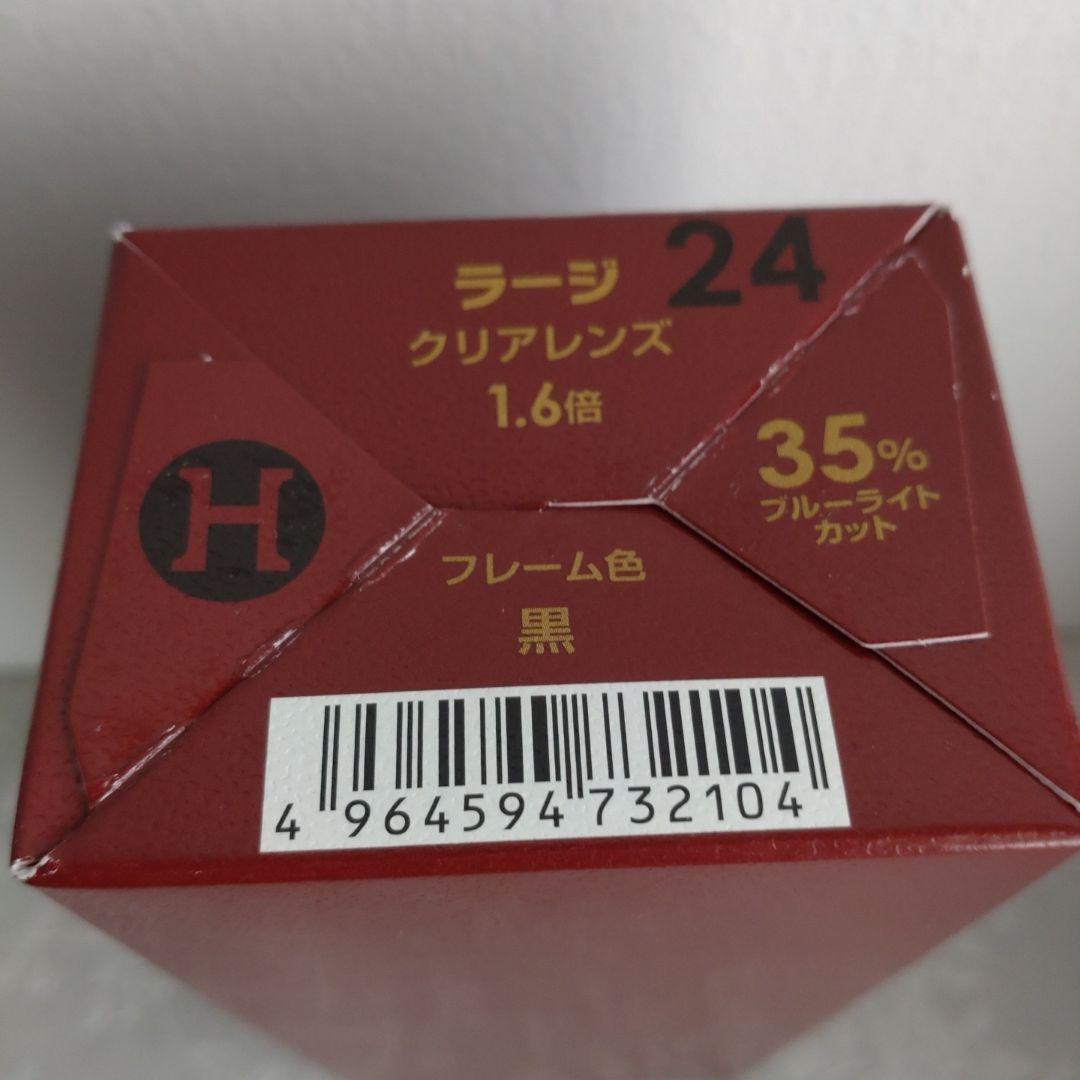 ラージ 24
クリアレンズ
1.6倍
35%
ブルーライト
カット
H
フレーム色
黒
4 964594 732104